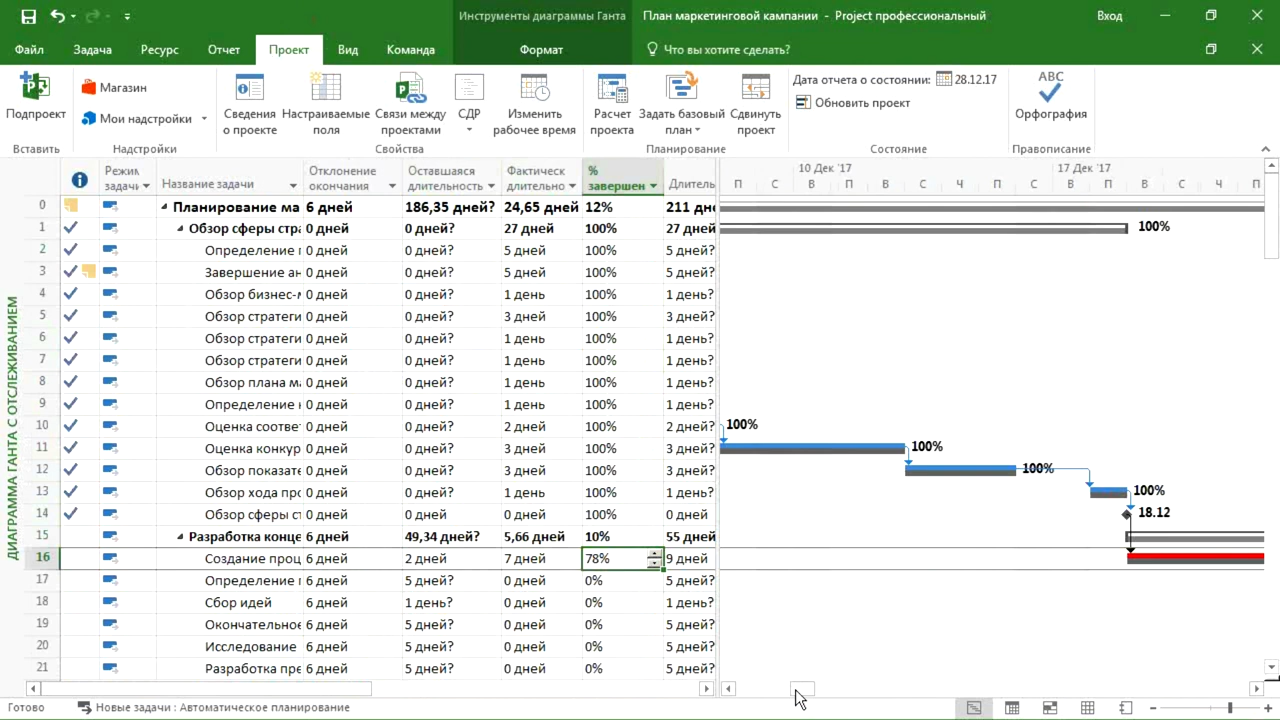 Инструменты диаграммы Ганта
План маркетинговой кампании - Project профессиональный
Вход
Файл Задача Ресурс Отчет Проект Вид Команда Формат Что вы хотите сделать?
Подпроект
Вставить
Магазин
Мои надстройки
Надстройки
Сведения о проекте
Настраиваемые поля
Связи между проектами
СДР
Изменить рабочее время
Свойства
Расчет проекта
Задать базовый план
Сдвинуть проект
Планирование
Дата отчета о состоянии: 28.12.17
Обновить проект
Состояние
ABC
Орфография
Правописание
Режим задачи Название задачи Отклонение окончания Оставшаяся длительность Фактическ длительно % завершен Длитель
10 Дек '17 17 Дек '17
П С В П В С Ч П С В П В С Ч П
0 Планирование ма 6 дней 186,35 дней? 24,65 дней 12% 211 дн
1 Обзор сферы стра 0 дней 0 дней? 27 дней 100% 27 дней 100%
2 Определение 0 дней 0 дней? 5 дней 100% 5 дней?
3 Завершение ан 0 дней 0 дней? 5 дней 100% 5 дней?
4 Обзор бизнес-м 0 дней 0 дней? 1 день 100% 1 день?
5 Обзор стратеги 0 дней 0 дней? 3 дней 100% 3 дней?
6 Обзор стратеги 0 дней 0 дней? 1 день 100% 1 день?
7 Обзор стратеги 0 дней 0 дней? 1 день 100% 1 день?
8 Обзор плана ма 0 дней 0 дней? 1 день 100% 1 день?
9 Определение к 0 дней 0 дней? 1 день 100% 1 день?
10 Оценка соответ 0 дней 0 дней? 2 дней 100% 2 дней? 100%
11 Оценка конкур 0 дней 0 дней? 3 дней 100% 3 дней? 100%
12 Обзор показате 0 дней 0 дней? 3 дней 100% 3 дней? 100%
13 Обзор хода про 0 дней 0 дней? 1 день 100% 1 день? 100%
14 Обзор сферы ст 0 дней 0 дней? 0 дней 100% 0 дней 18.12
15 Разработка конце 6 дней 49,34 дней? 5,66 дней 10% 55 дней
16 Создание проц 6 дней 2 дней 7 дней 78% 9 дней
17 Определение 6 дней 5 дней? 0 дней 0% 5 дней?
18 Сбор идей 6 дней 1 день? 0 дней 0% 1 день?
19 Окончательное 6 дней 5 дней? 0 дней 0% 5 дней?
20 Исследование 6 дней 5 дней? 0 дней 0% 5 дней?
21 Разработка пре 6 дней 5 дней? 0 дней 0% 5 дней?
ДИАГРАММА ГАНТА С ОТСЛЕЖИВАНИЕМ
Готово Новые задачи : Автоматическое планирование